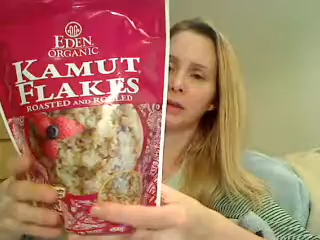 EDEN
ORGANIC
KAMUT
FLAKES
ROASTED AND ROLLED